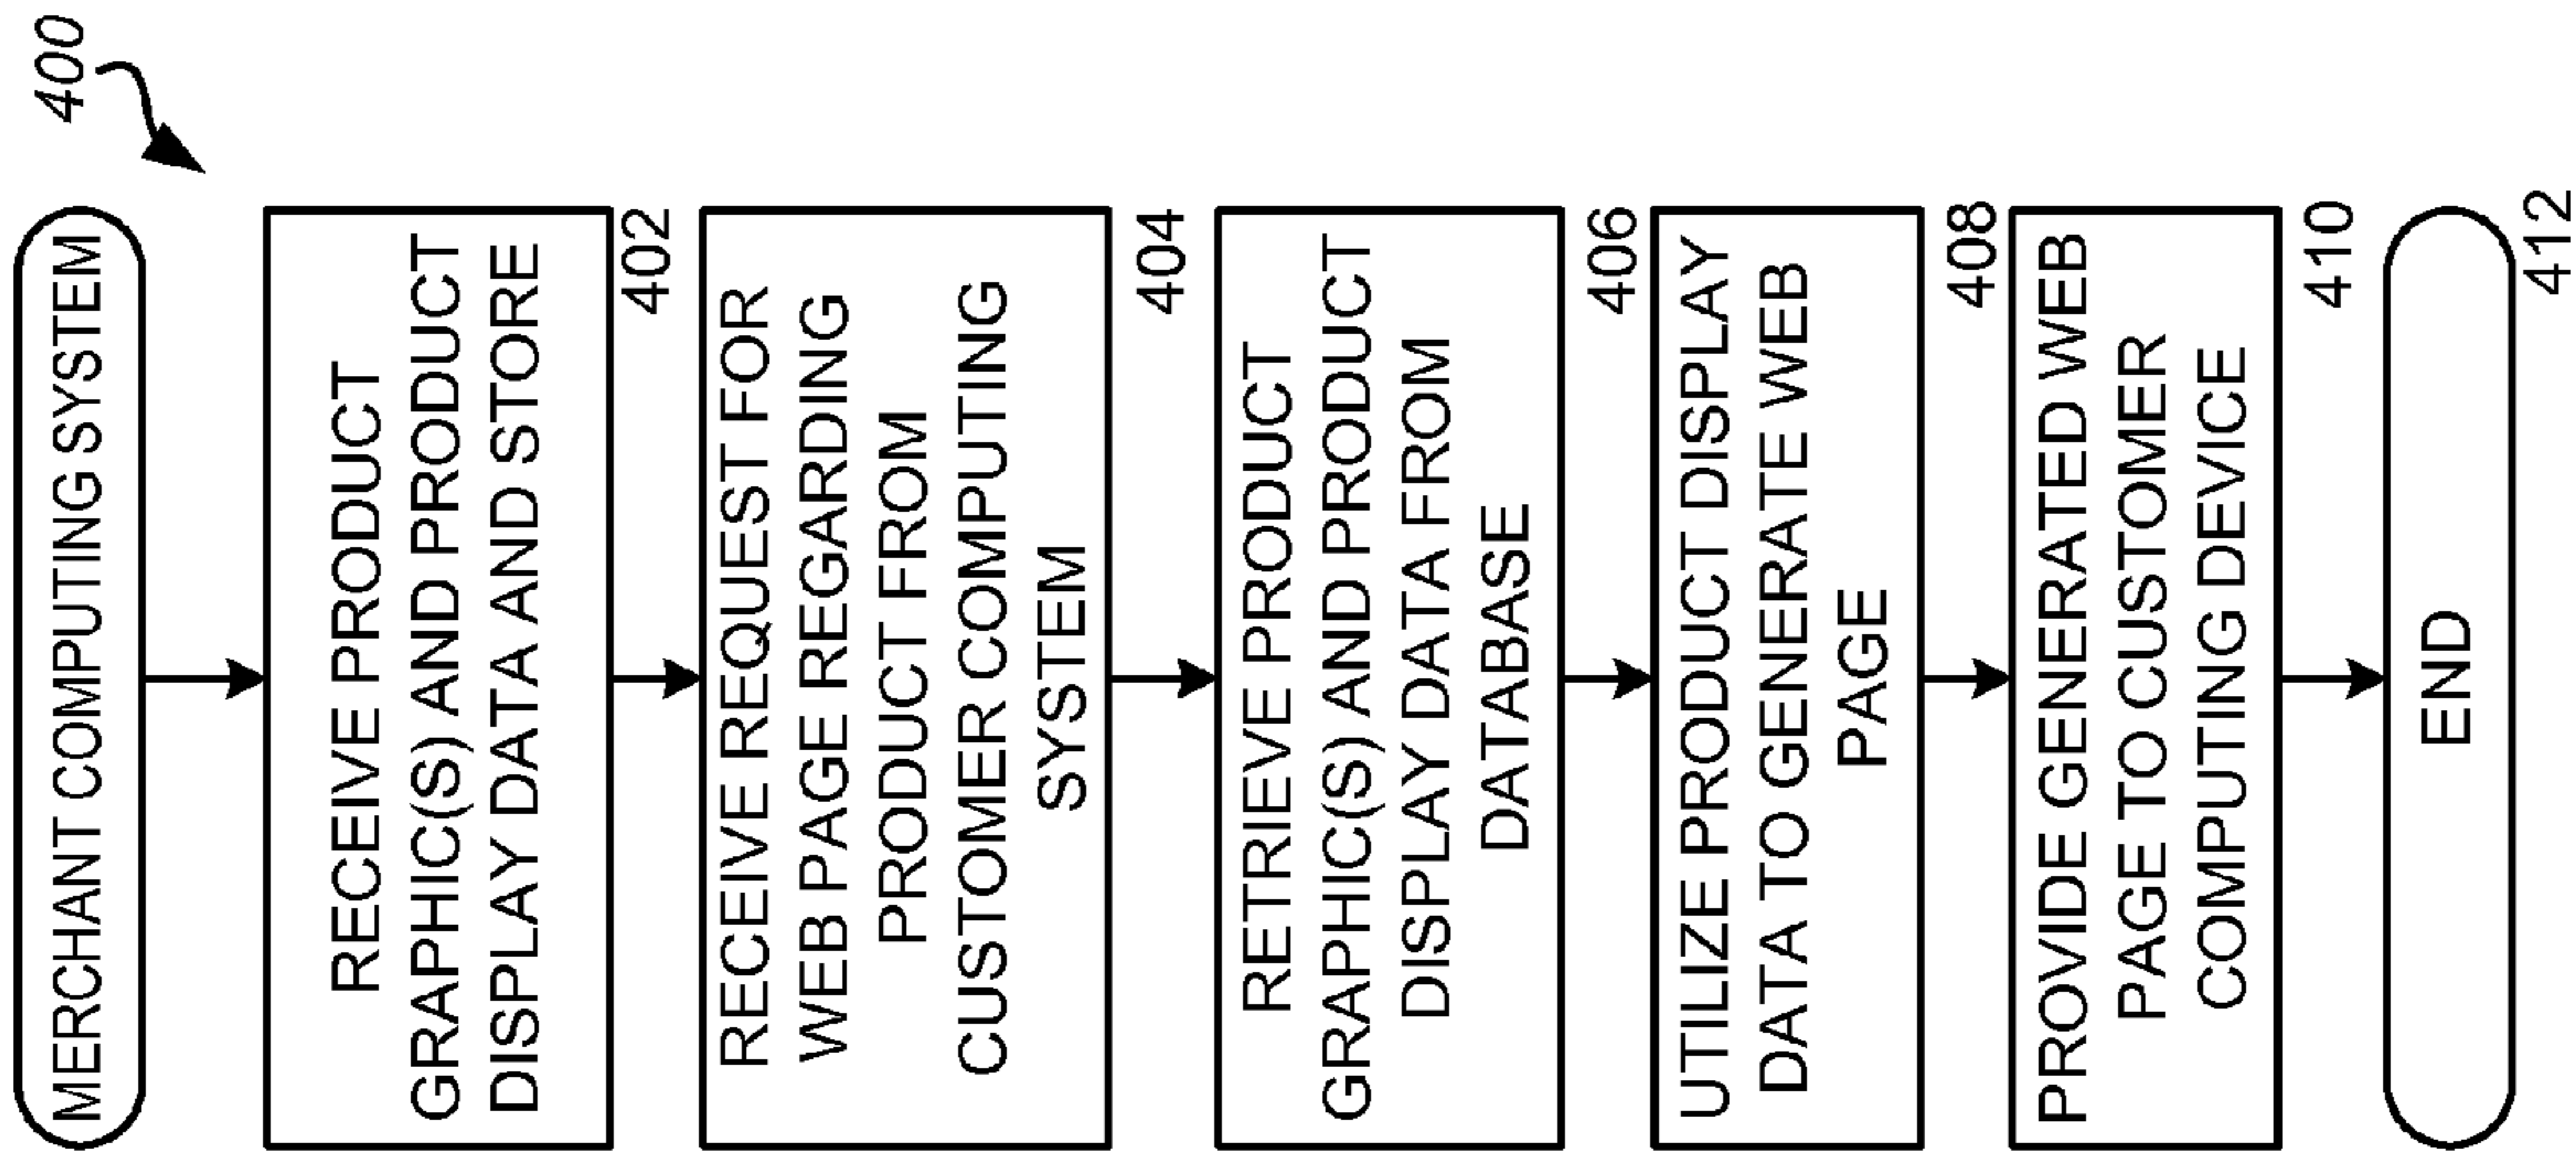 400
MERCHANT COMPUTING SYSTEM
RECEIVE PRODUCT
GRAPHIC(S) AND PRODUCT
DISPLAY DATA AND STORE
402
RECEIVE REQUEST FOR
WEB PAGE REGARDING
PRODUCT FROM
CUSTOMER COMPUTING
SYSTEM
404
RETRIEVE PRODUCT
GRAPHIC(S) AND PRODUCT
DISPLAY DATA FROM
DATABASE
406
UTILIZE PRODUCT DISPLAY
DATA TO GENERATE WEB
PAGE
408
PROVIDE GENERATED WEB
PAGE TO CUSTOMER
COMPUTING DEVICE
410
END
412